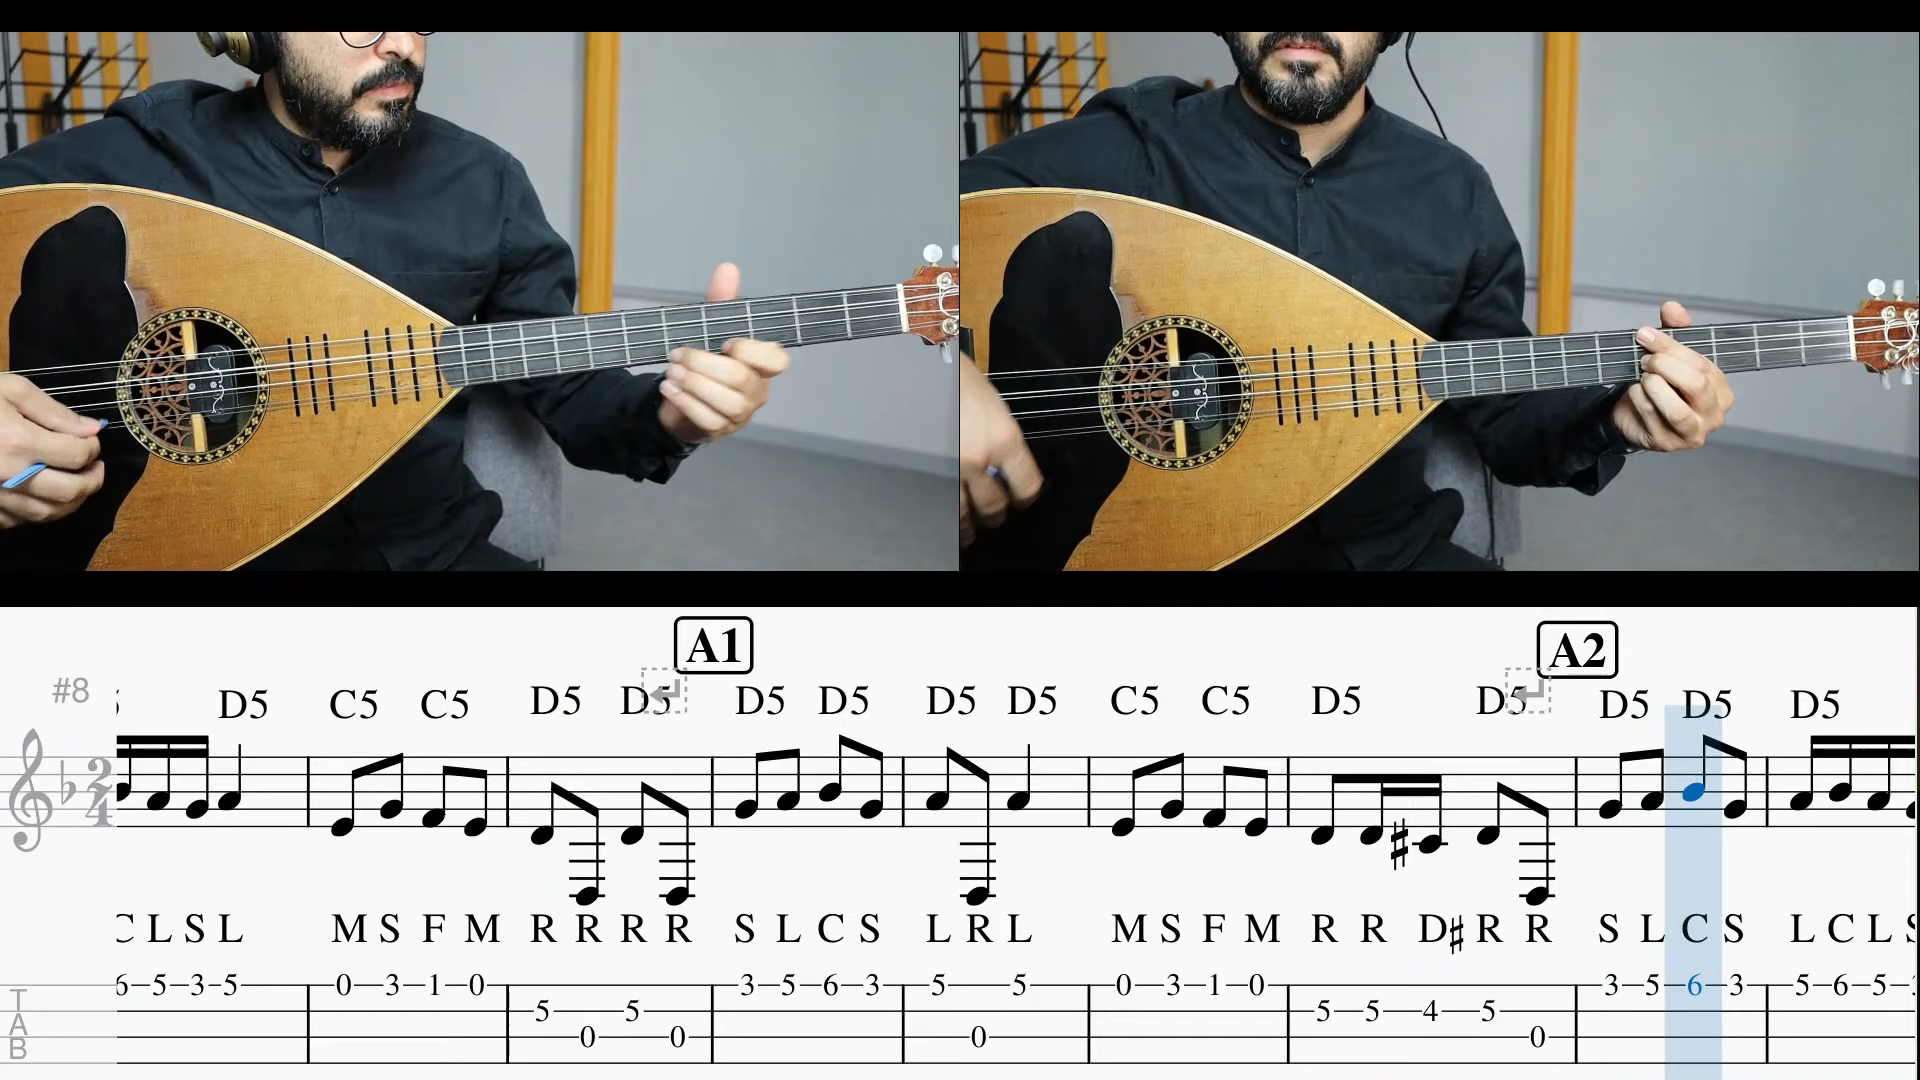 A1 A2
#8 D5 C5 C5 D5 D5 D5 D5 D5 D5 C5 C5 D5 D5 D5 D5 D5
2
4
C L S L M S F M R R R R S L C S L R L M S F M R R D# R R S L C S L C L S
6 5 3 5 0 3 1 0 3 5 6 3 5 5 0 3 1 0 3 5 6 3 5 6 5
T 5 5 5 5 4 5
A 0 0 0 0
B